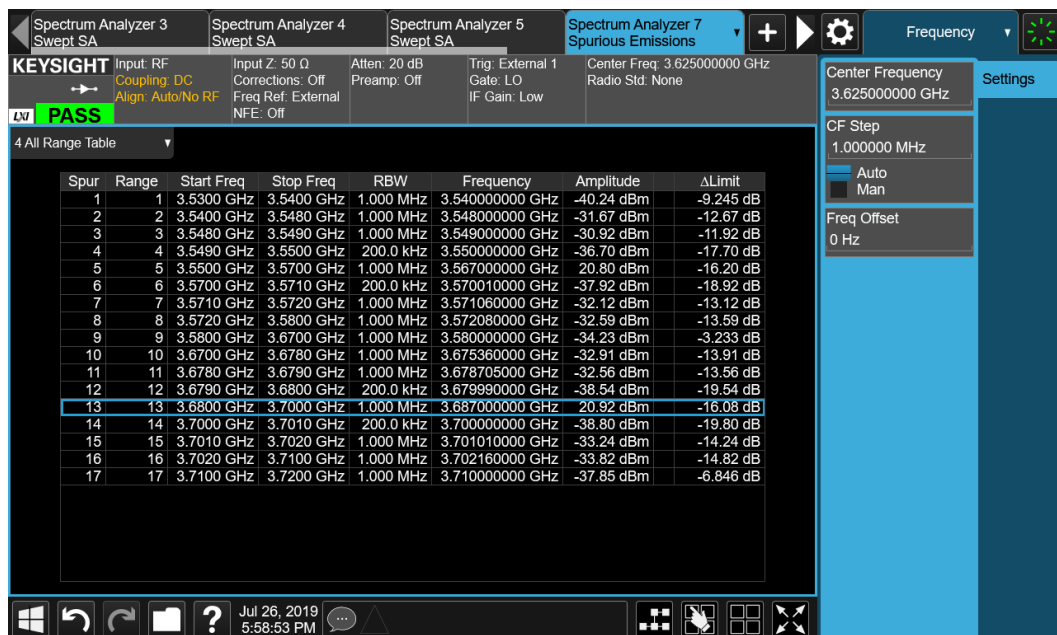 Spectrum Analyzer 3
Swept SA
Spectrum Analyzer 4
Swept SA
Spectrum Analyzer 5
Swept SA
Spectrum Analyzer 7
Spurious Emissions
Frequency
KEYSIGHT
LXI
PASS
Input: RF
Coupling: DC
Align: Auto/No RF
Input Z: 50 Ω
Corrections: Off
Freq Ref: External
NFE: Off
Atten: 20 dB
Preamp: Off
Trig: External 1
Gate: LO
IF Gain: Low
Center Freq: 3.625000000 GHz
Radio Std: None
Center Frequency
3.625000000 GHz
Settings
CF Step
1.000000 MHz
Auto
Man
Freq Offset
0 Hz
4 All Range Table
Spur Range Start Freq Stop Freq RBW Frequency Amplitude ΔLimit
1 1 3.5300 GHz 3.5400 GHz 1.000 MHz 3.540000000 GHz -40.24 dBm -9.245 dB
2 2 3.5400 GHz 3.5480 GHz 1.000 MHz 3.548000000 GHz -31.67 dBm -12.67 dB
3 3 3.5480 GHz 3.5490 GHz 1.000 MHz 3.549000000 GHz -30.92 dBm -11.92 dB
4 4 3.5490 GHz 3.5500 GHz 200.0 kHz 3.550000000 GHz -36.70 dBm -17.70 dB
5 5 3.5500 GHz 3.5700 GHz 1.000 MHz 3.567000000 GHz 20.80 dBm -16.20 dB
6 6 3.5700 GHz 3.5710 GHz 200.0 kHz 3.570010000 GHz -37.92 dBm -18.92 dB
7 7 3.5710 GHz 3.5720 GHz 1.000 MHz 3.571060000 GHz -32.12 dBm -13.12 dB
8 8 3.5720 GHz 3.5800 GHz 1.000 MHz 3.572080000 GHz -32.59 dBm -13.59 dB
9 9 3.5800 GHz 3.6700 GHz 1.000 MHz 3.580000000 GHz -34.23 dBm -3.233 dB
10 10 3.6700 GHz 3.6780 GHz 1.000 MHz 3.675360000 GHz -32.91 dBm -13.91 dB
11 11 3.6780 GHz 3.6790 GHz 1.000 MHz 3.678705000 GHz -32.56 dBm -13.56 dB
12 12 3.6790 GHz 3.6800 GHz 200.0 kHz 3.679990000 GHz -38.54 dBm -19.54 dB
13 13 3.6800 GHz 3.7000 GHz 1.000 MHz 3.687000000 GHz 20.92 dBm -16.08 dB
14 14 3.7000 GHz 3.7010 GHz 200.0 kHz 3.700000000 GHz -38.80 dBm -19.80 dB
15 15 3.7010 GHz 3.7020 GHz 1.000 MHz 3.701010000 GHz -33.24 dBm -14.24 dB
16 16 3.7020 GHz 3.7100 GHz 1.000 MHz 3.702160000 GHz -33.82 dBm -14.82 dB
17 17 3.7100 GHz 3.7200 GHz 1.000 MHz 3.710000000 GHz -37.85 dBm -6.846 dB
Jul 26, 2019
5:58:53 PM